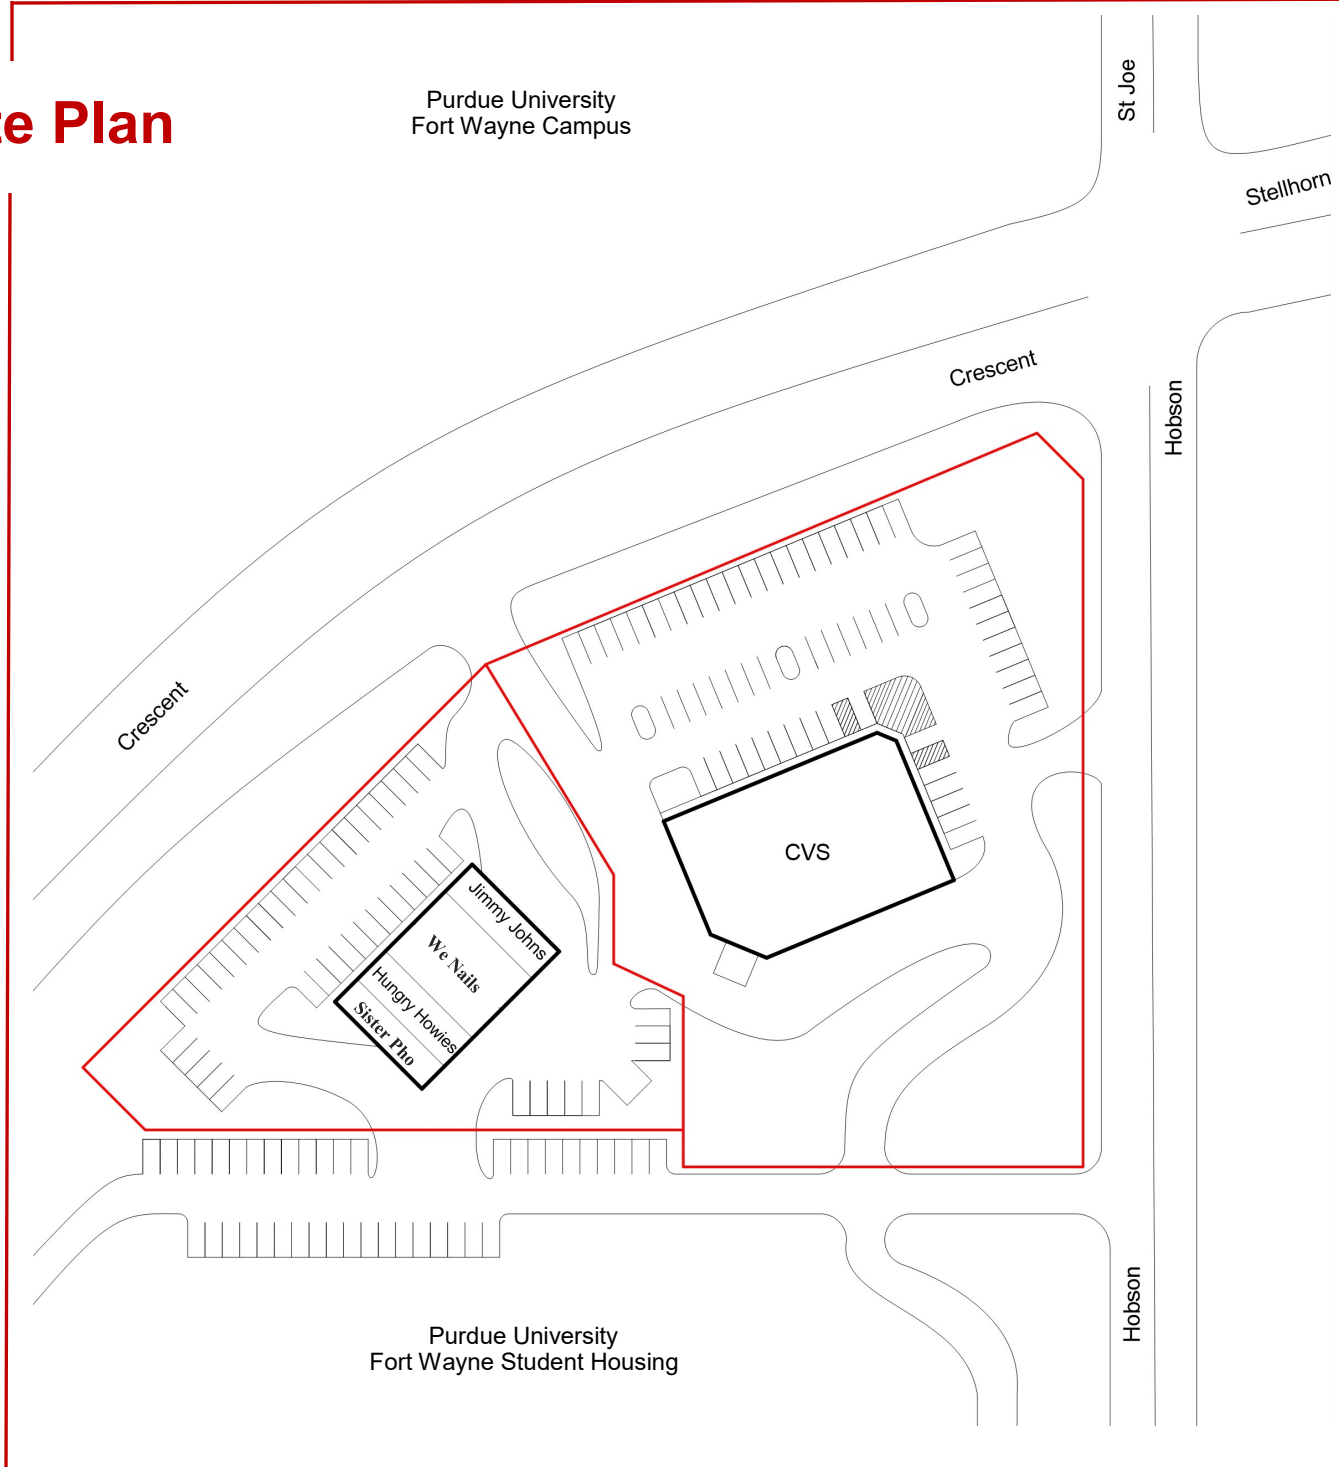 St Joe
Purdue University
Fort Wayne Campus
te Plan
Stellhorn
Crescent
Hobson
Crescent
CVS
Jimmy Johns
We Nails
Hungry Howies
Sister Pho
Hobson
Purdue University
Fort Wayne Student Housing